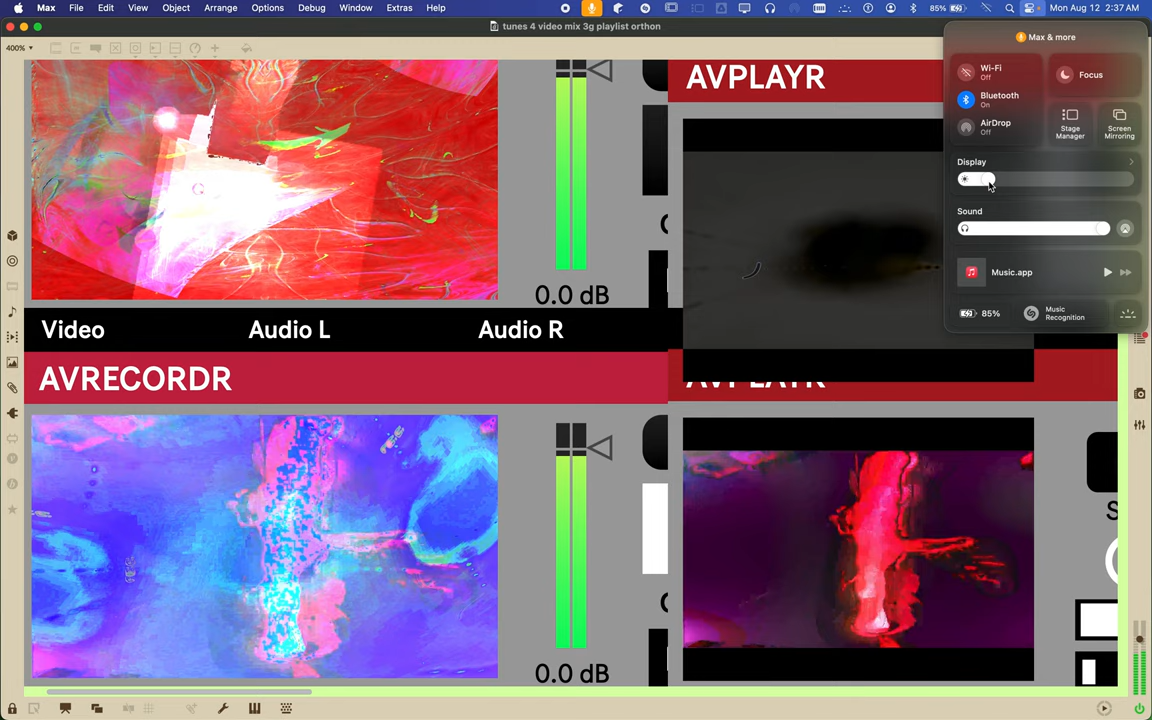 Max File Edit View Object Arrange Options Debug Window Extras Help
85% Mon Aug 12 2:37 AM
tunes 4 video mix 3g playlist orthon
400%
Max & more
Wi-Fi
Off
Focus
Bluetooth
On
AirDrop
Off
Stage
Manager
Screen
Mirroring
Display
Sound
Music.app
85%
Music
Recognition
AVPLAYR
0.0 dB
Video Audio L Audio R
AVRECORDR
AVPLAYR
0.0 dB